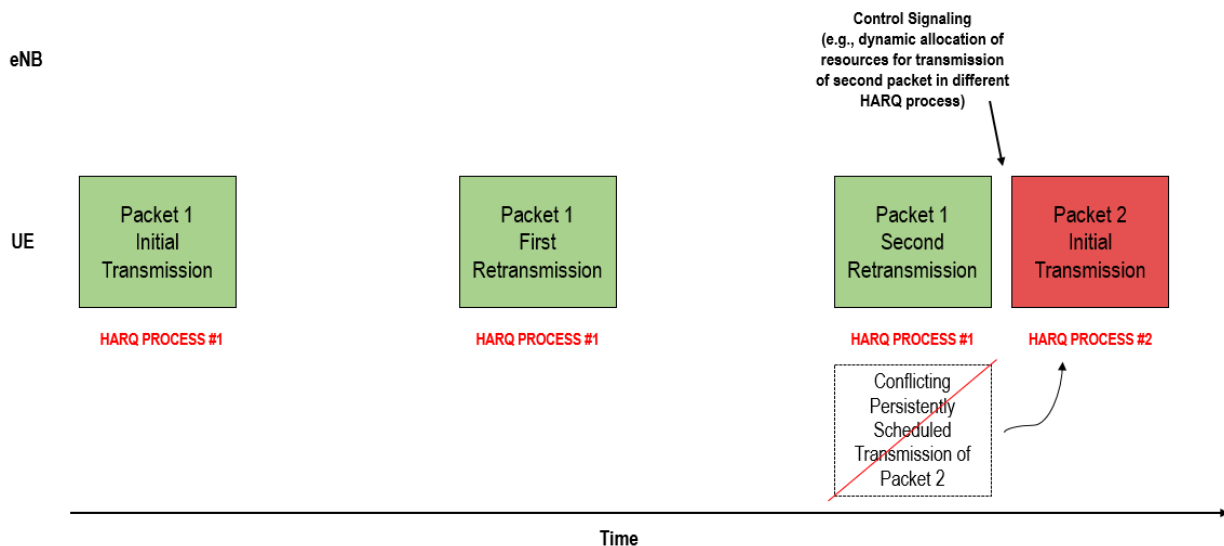 Control Signaling
(e.g., dynamic allocation of
resources for transmission
of second packet in different
HARQ process)
eNB
UE
Packet 1
Initial
Transmission
Packet 1
First
Retransmission
Packet 1
Second
Retransmission
Packet 2
Initial
Transmission
HARQ PROCESS #1
HARQ PROCESS #1
HARQ PROCESS #1
HARQ PROCESS #2
Conflicting
Persistently
Scheduled
Transmission of
Packet 2
Time